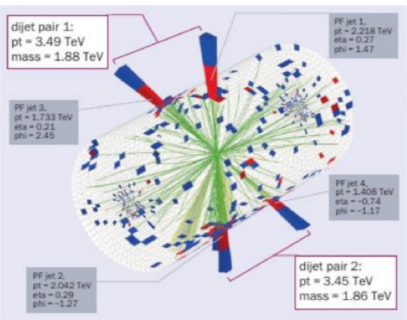 dijet pair 1:
pt = 3.49 TeV
mass = 1.88 TeV
PF jet 1,
pt = 2.218 TeV
eta = 0.27
phi = 1.47
PF jet 3,
pt = 1.733 TeV
eta = 0.21
phi = 2.45
PF jet 4,
pt = 1.408 TeV
eta = −0.74
phi = −1.17
PF jet 2,
pt = 2.042 TeV
eta = 0.29
phi = −1.27
dijet pair 2:
pt = 3.45 TeV
mass = 1.86 TeV